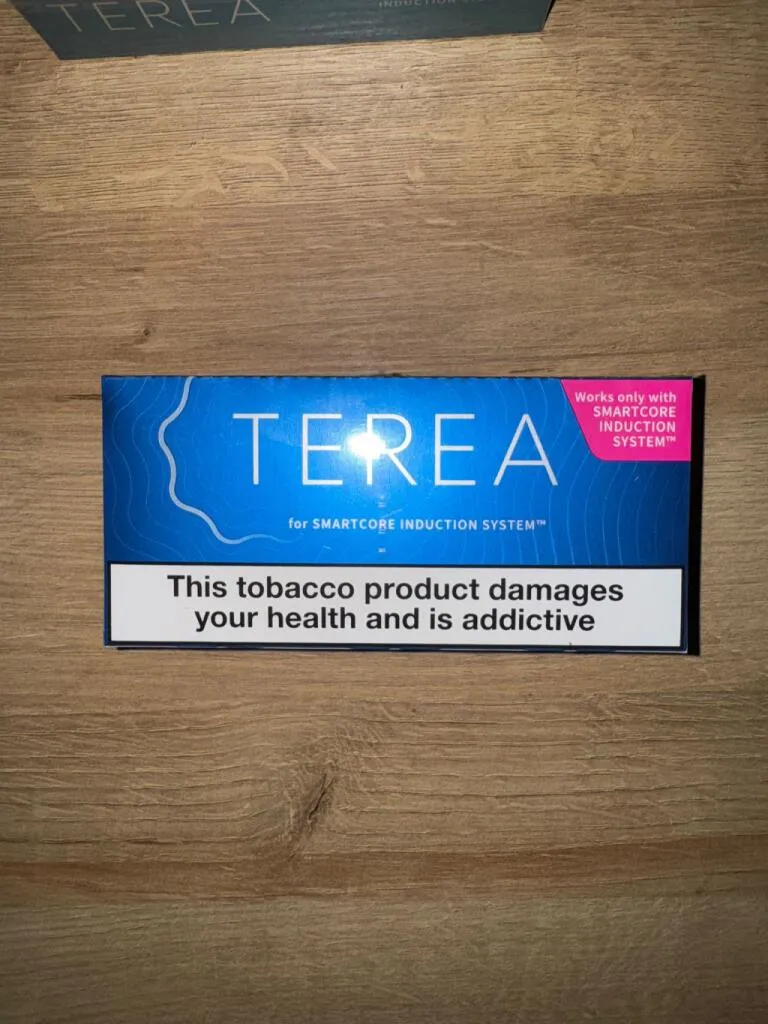 TEREA
INDUCTION
TEREA
Works only with
SMARTCORE
INDUCTION
SYSTEM™
for SMARTCORE INDUCTION SYSTEM™
This tobacco product damages
your health and is addictive